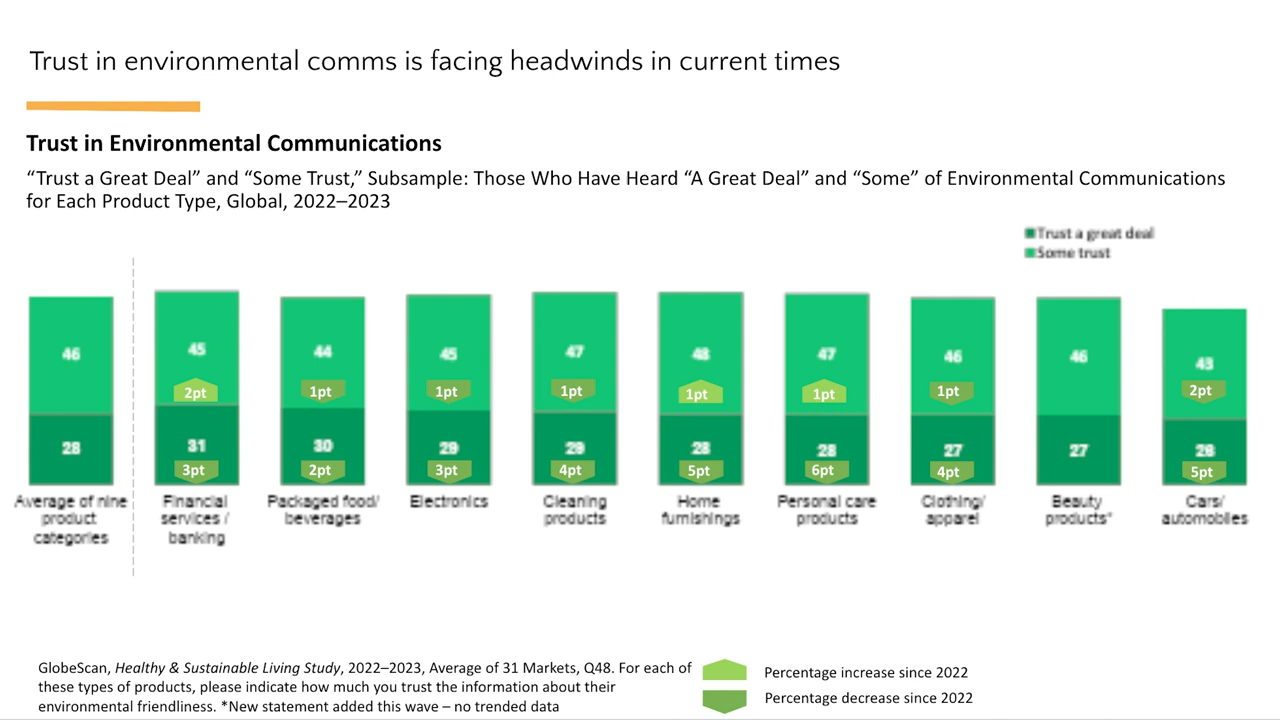 Trust in environmental comms is facing headwinds in current times
Trust in Environmental Communications
“Trust a Great Deal” and “Some Trust,” Subsample: Those Who Have Heard “A Great Deal” and “Some” of Environmental Communications
for Each Product Type, Global, 2022–2023
Trust a great deal
Some trust
46 45 44 45 47 48 47 46 46 43
2pt 1pt 1pt 1pt 1pt 1pt 1pt 2pt
28 31 30 29 29 28 28 27 27 26
3pt 2pt 3pt 4pt 5pt 6pt 4pt 5pt
Average of nine
product
categories
Financial
services /
banking
Packaged food/
beverages
Electronics
Cleaning
products
Home
furnishings
Personal care
products
Clothing/
apparel
Beauty
products*
Cars/
automobiles
GlobeScan, Healthy & Sustainable Living Study, 2022–2023, Average of 31 Markets, Q48. For each of
these types of products, please indicate how much you trust the information about their
environmental friendliness. *New statement added this wave – no trended data
Percentage increase since 2022
Percentage decrease since 2022